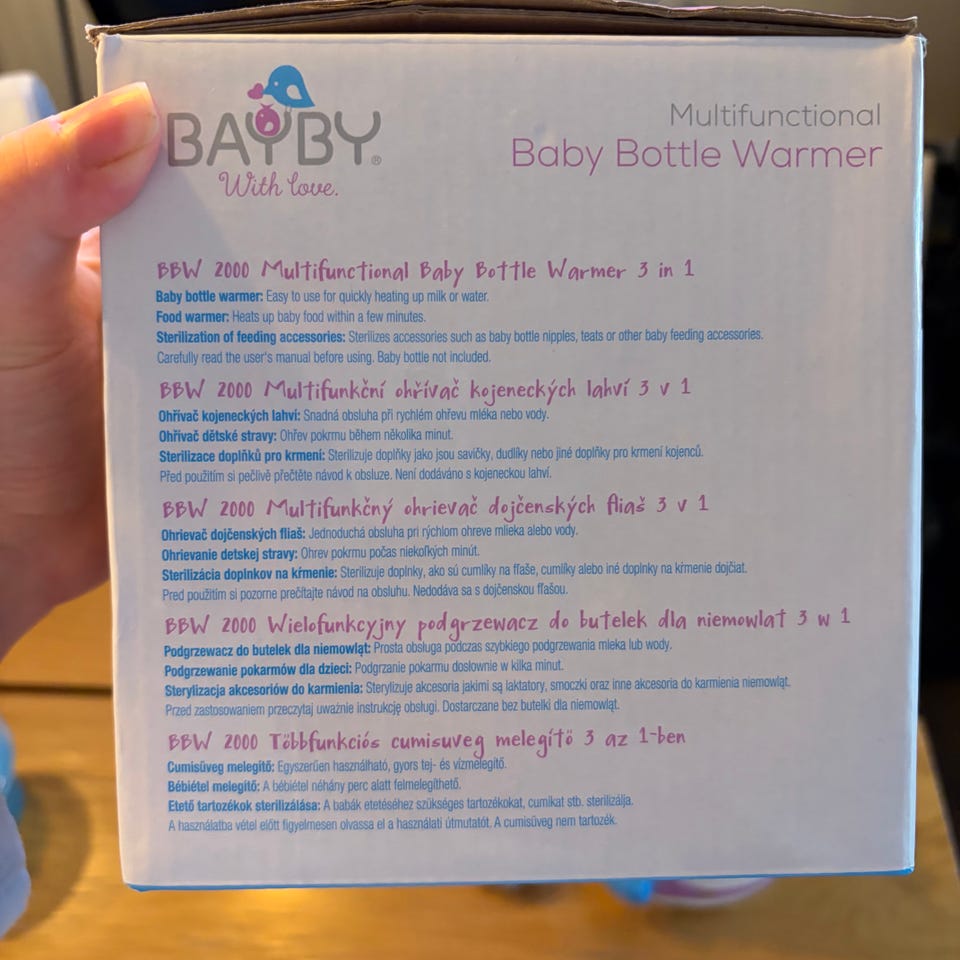 BAYBY®
With love.
Multifunctional
Baby Bottle Warmer
BBW 2000 Multifunctional Baby Bottle Warmer 3 in 1
Baby bottle warmer: Easy to use for quickly heating up milk or water.
Food warmer: Heats up baby food within a few minutes.
Sterilization of feeding accessories: Sterilizes accessories such as baby bottle nipples, teats or other baby feeding accessories.
Carefully read the user's manual before using. Baby bottle not included.
BBW 2000 Multifunkční ohřívač kojeneckých lahví 3 v 1
Ohřívač kojeneckých lahví: Snadná obsluha při rychlém ohřevu mléka nebo vody.
Ohřívač dětské stravy: Ohřev pokrmu během několika minut.
Sterilizace doplňků pro krmení: Sterilizuje doplňky jako jsou savičky, dudlíky nebo jiné doplňky pro krmení kojenců.
Před použitím si pečlivě přečtěte návod k obsluze. Není dodáváno s kojeneckou lahví.
BBW 2000 Multifunkčný ohrievač dojčenských fliaš 3 v 1
Ohrievač dojčenských fliaš: Jednoduchá obsluha pri rýchlom ohreve mlieka alebo vody.
Ohrievanie detskej stravy: Ohrev pokrmu počas niekoľkých minút.
Sterilizácia doplnkov na kŕmenie: Sterilizuje doplnky, ako sú cumlíky na fľaše, cumlíky alebo iné doplnky na kŕmenie dojčiat.
Pred použitím si pozorne prečítajte návod na obsluhu. Nedodáva sa s dojčenskou fľašou.
BBW 2000 Wielofunkcyjny podgrzewacz do butelek dla niemowlat 3 w 1
Podgrzewacz do butelek dla niemowląt: Prosta obsługa podczas szybkiego podgrzewania mleka lub wody.
Podgrzewanie pokarmów dla dzieci: Podgrzanie pokarmu dosłownie w kilka minut.
Sterylizacja akcesoriów do karmienia: Sterylizuje akcesoria jakimi są laktatory, smoczki oraz inne akcesoria do karmienia niemowląt.
Przed zastosowaniem przeczytaj uważnie instrukcję obsługi. Dostarczane bez butelki dla niemowląt.
BBW 2000 Többfunkciós cumisuveg melegítő 3 az 1-ben
Cumisüveg melegítő: Egyszerűen használható, gyors tej- és vízmelegítő.
Bébiétel melegítő: A bébiétel néhány perc alatt felmelegíthető.
Etető tartozékok sterilizálása: A babák etetéséhez szükséges tartozékokat, cumikat stb. sterilizálja.
A használatba vétel előtt figyelmesen olvassa el a használati útmutatót. A cumisüveg nem tartozék.